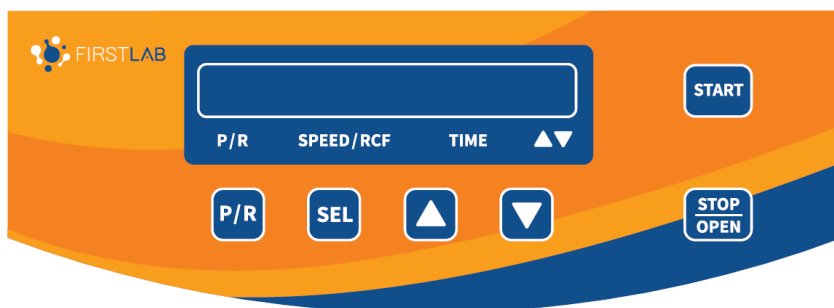 FIRSTLAB
START
P/R SPEED/RCF TIME ▲▼
P/R SEL ▲ ▼
STOP
OPEN